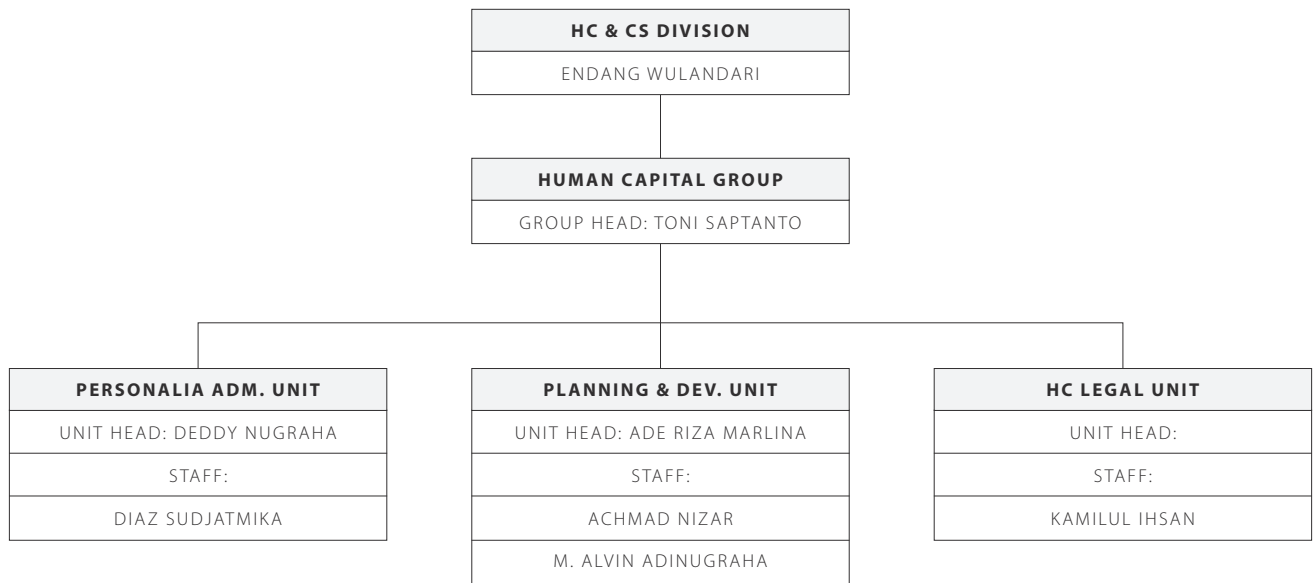 HC & CS DIVISION
ENDANG WULANDARI
HUMAN CAPITAL GROUP
GROUP HEAD: TONI SAPTANTO
PERSONALIA ADM. UNIT
UNIT HEAD: DEDDY NUGRAHA
STAFF:
DIAZ SUDJATMIKA
PLANNING & DEV. UNIT
UNIT HEAD: ADE RIZA MARLINA
STAFF:
ACHMAD NIZAR
M. ALVIN ADINUGRAHA
HC LEGAL UNIT
UNIT HEAD:
STAFF:
KAMILUL IHSAN